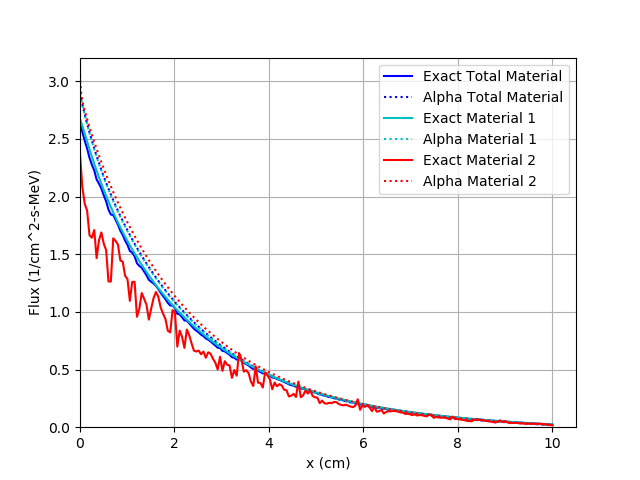 Exact Total Material
Alpha Total Material
Exact Material 1
Alpha Material 1
Exact Material 2
Alpha Material 2
3.0
2.5
2.0
1.5
1.0
0.5
0.0
Flux (1/cm^2-s-MeV)
0 2 4 6 8 10
x (cm)